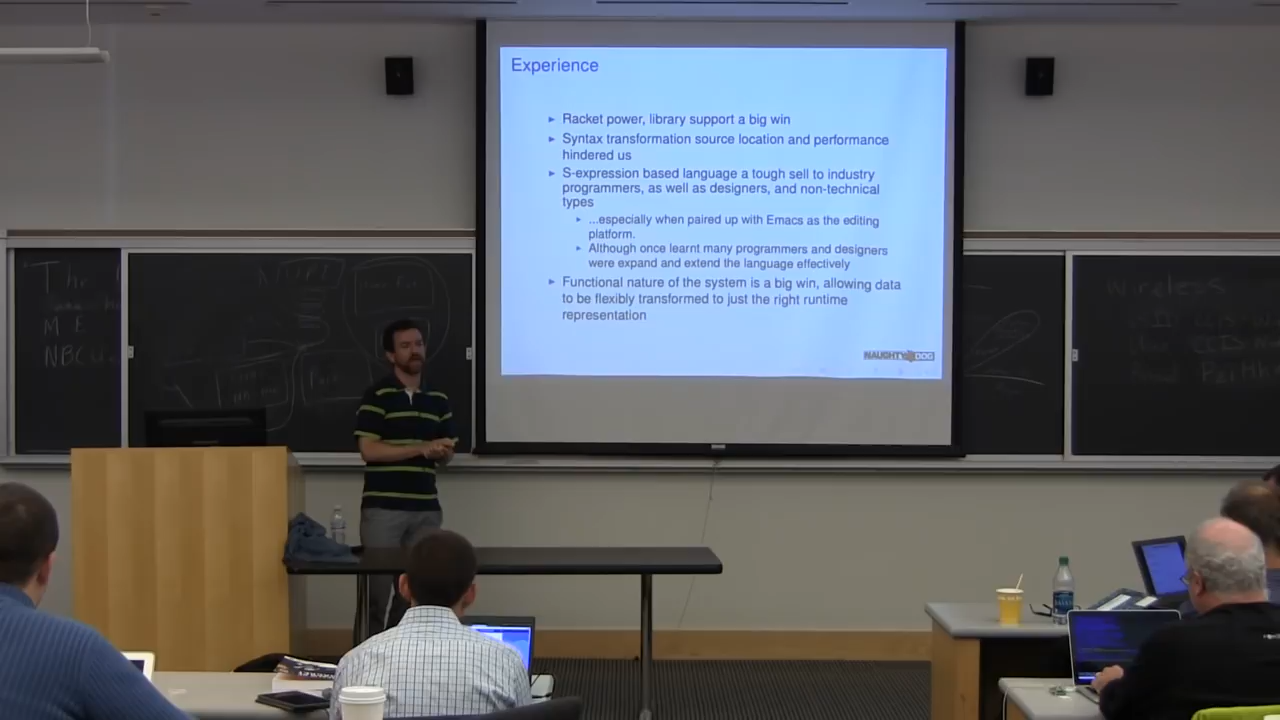 Experience
► Racket power, library support a big win
► Syntax transformation source location and performance
hindered us
► S-expression based language a tough sell to industry
programmers, as well as designers, and non-technical
types
► ...especially when paired up with Emacs as the editing
platform.
► Although once learnt many programmers and designers
were expand and extend the language effectively
► Functional nature of the system is a big win, allowing data
to be flexibly transformed to just the right runtime
representation
NAUGHTY DOG
M E
NBCU
wireless